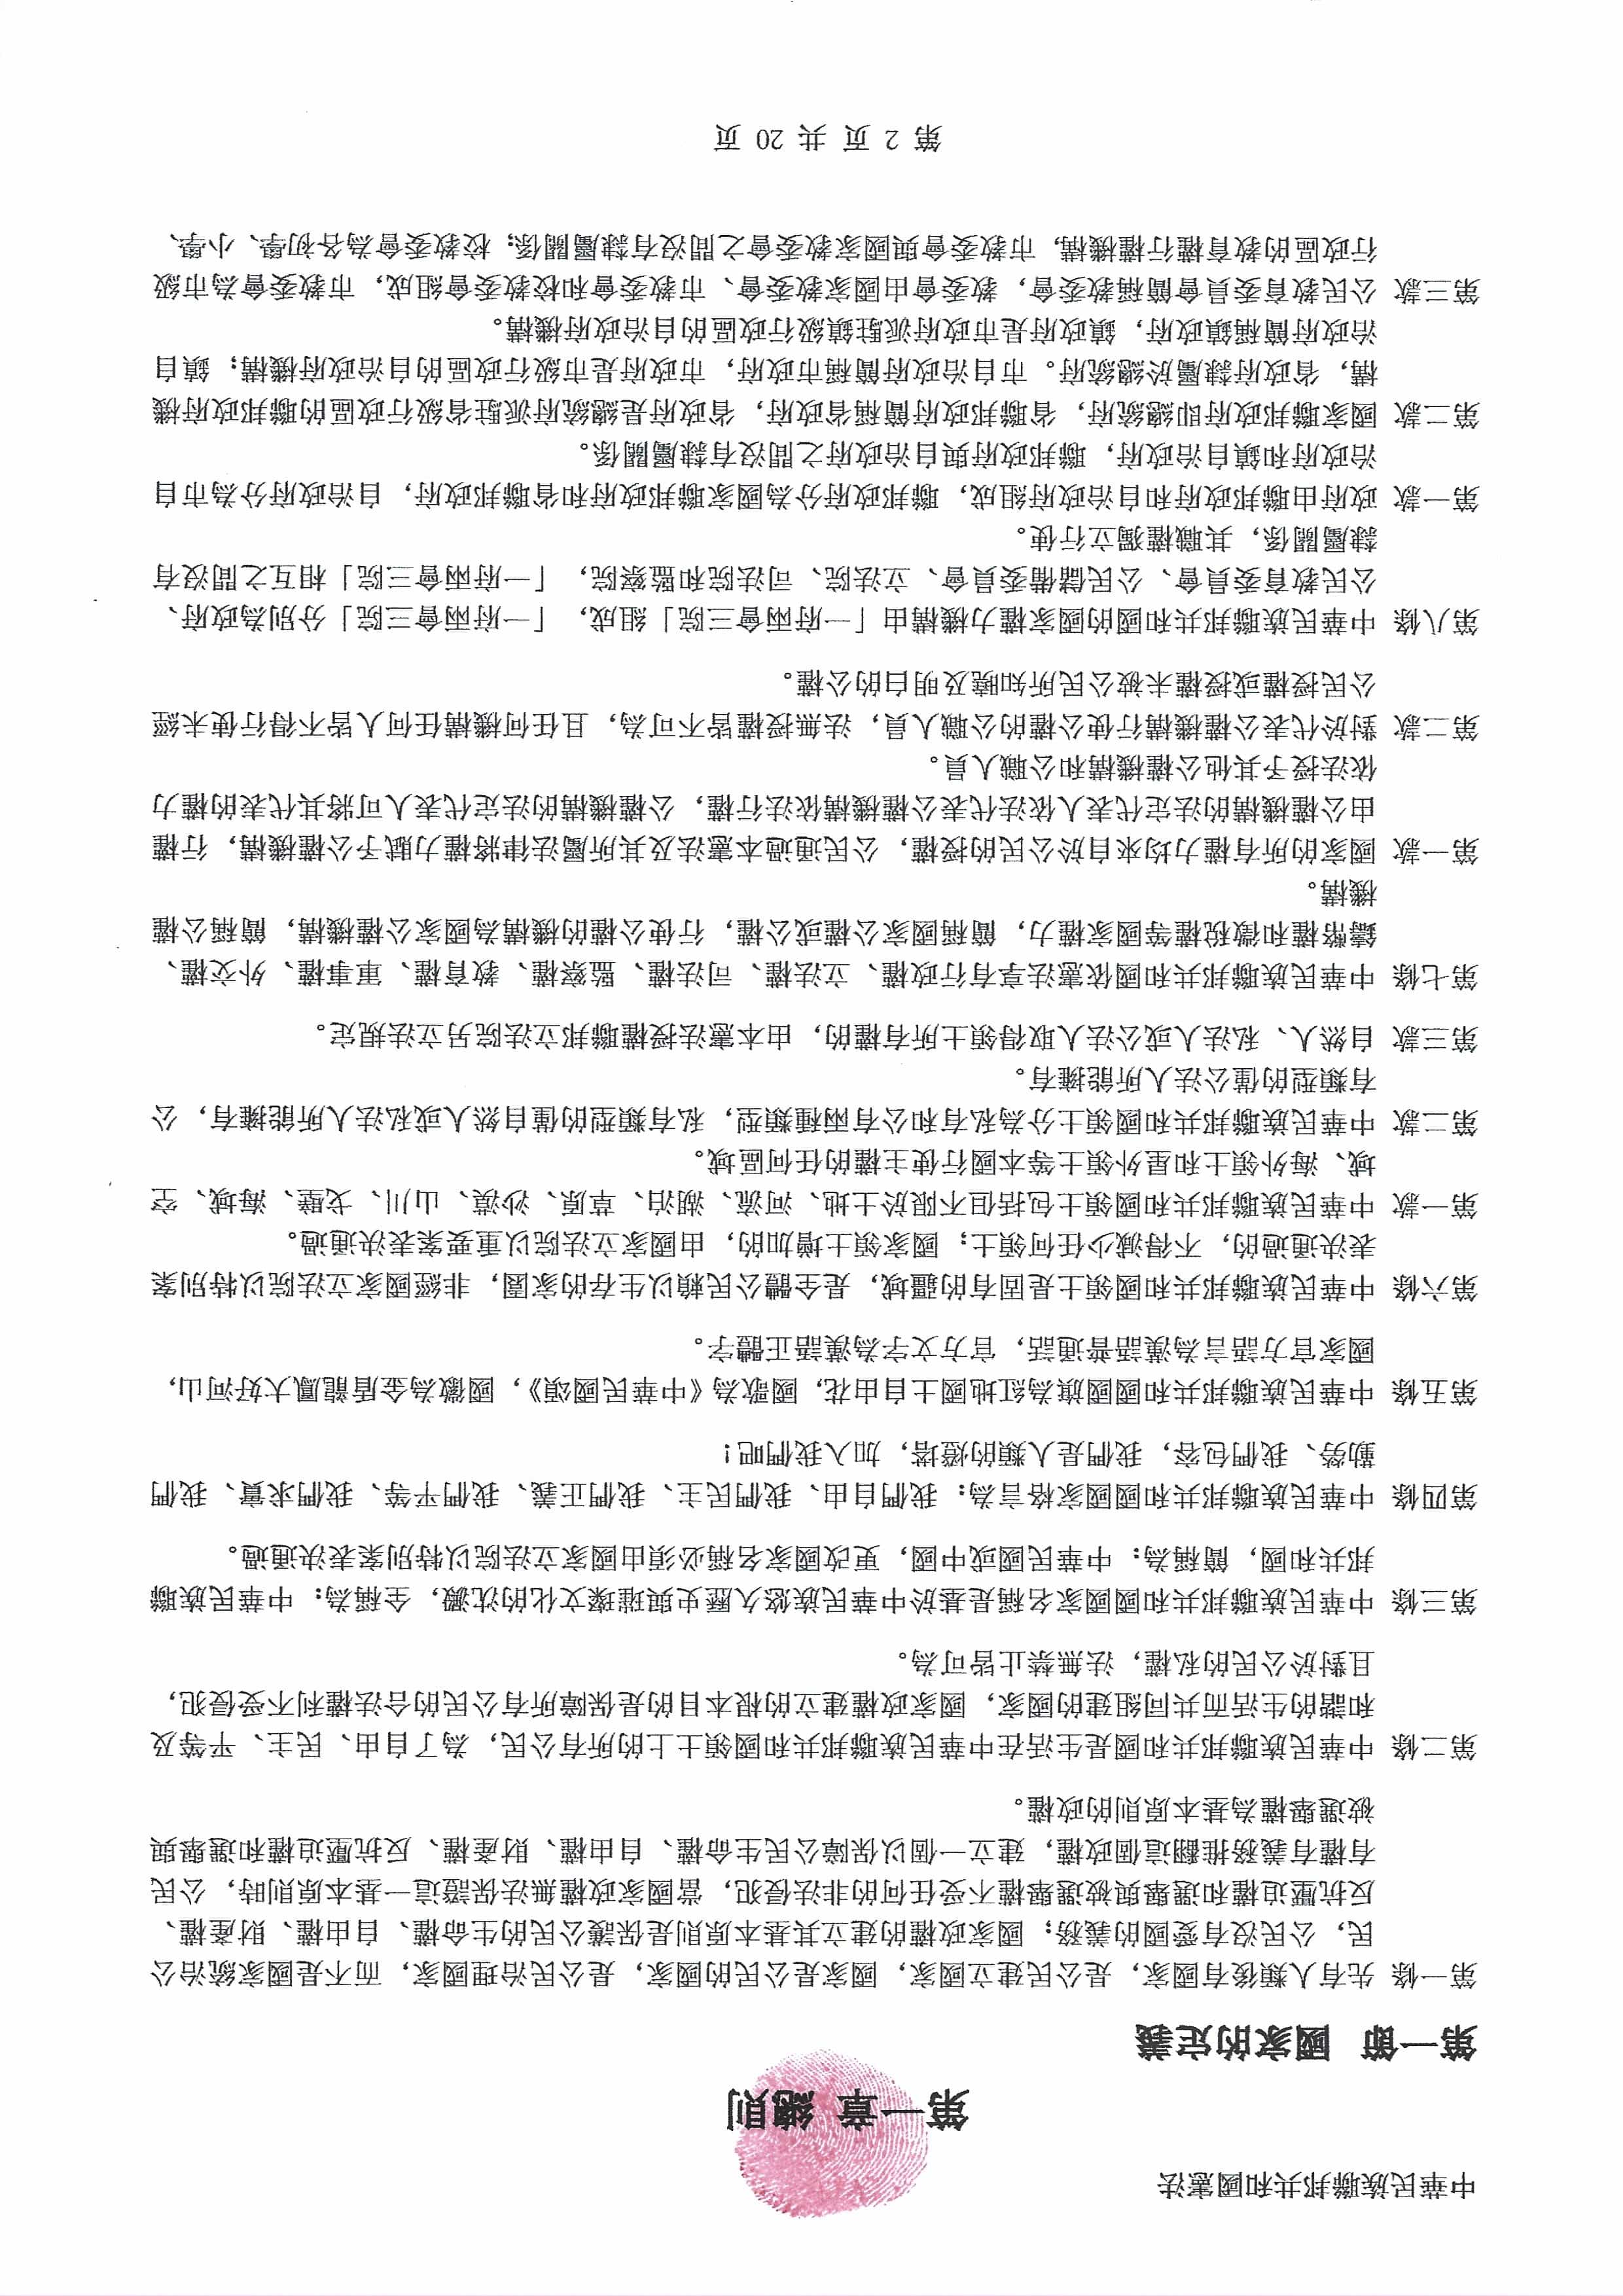 中華民族聯邦共和國憲法
第一章 總則
第一節 國家的定義
第一條 先有人類後有國家，是公民建立國家，國家是公民的國家，是公民治理國家，而不是國家統治公
民，公民沒有愛國的義務；國家政權的建立其基本原則是保護公民的生命權、自由權、財產權、
反抗壓迫權和選舉與被選舉權不受任何的非法侵犯，當國家政權無法保證這一基本原則時，公民
有權有義務推翻這個政權，建立一個以保障公民生命權、自由權、財產權、反抗壓迫權和選舉與
被選舉權為基本原則的政權。
第二條 中華民族聯邦共和國是生活在中華民族聯邦共和國領土上的所有公民，為了自由、民主、平等及
和諧的生活而共同組建的國家，國家政權建立的根本目的是保障所有公民的合法權利不受侵犯，
且對於公民的私權，法無禁止皆可為。
第三條 中華民族聯邦共和國國家名稱是基於中華民族悠久歷史與璀璨文化的沈澱，全稱為：中華民族聯
邦共和國，簡稱為：中華民國或中國，更改國家名稱必須由國家立法院以特別案表決通過。
第四條 中華民族聯邦共和國國家格言為：我們自由、我們民主、我們正義、我們平等、我們求實、我們
勤勞、我們包容，我們是人類的燈塔，加入我們吧！
第五條 中華民族聯邦共和國國旗為紅地國土自由花，國歌為《中華民國頌》，國徽為金盾龍鳳大好河山，
國家官方語言為漢語普通話，官方文字為漢語正體字。
第六條 中華民族聯邦共和國領土是固有的疆域，是全體公民賴以生存的家園，非經國家立法院以特別案
表決通過的，不得減少任何領土；國家領土增加的，由國家立法院以重要案表決通過。
第一款 中華民族聯邦共和國領土包括但不限於土地、河流、湖泊、草原、沙漠、山川、戈壁、海域、空
域、海外領土和星外領土等本國行使主權的任何區域。
第二款 中華民族聯邦共和國領土分為私有和公有兩種類型，私有類型的僅自然人或私法人所能擁有，公
有類型的僅公法人所能擁有。
第三款 自然人、私法人或公法人取得領土所有權的，由本憲法授權聯邦立法院另立法規定。
第七條 中華民族聯邦共和國依憲法享有行政權、立法權、司法權、監察權、教育權、軍事權、外交權、
鑄幣權和徵稅權等國家權力，簡稱國家公權或公權，行使公權的機構為國家公權機構，簡稱公權
機構。
第一款 國家的所有權力均來自於公民的授權，公民通過本憲法及其所屬法律將權力賦予公權機構，行權
由公權機構的法定代表人依法代表公權機構依法行權，公權機構的法定代表人可將其代表的權力
依法授予其他公權機構和公職人員。
第二款 對於代表公權機構行使公權的公職人員，法無授權皆不可為，且任何機構任何人皆不得行使未經
公民授權或授權未被公民所知曉及明白的公權。
第八條 中華民族聯邦共和國的國家權力機構由「一府兩會三院」組成，「一府兩會三院」分別為政府、
公民教育委員會、公民儲備委員會、立法院、司法院和監察院，「一府兩會三院」相互之間沒有
隸屬關係，其職權獨立行使。
第一款 政府由聯邦政府和自治政府組成，聯邦政府分為國家聯邦政府和省聯邦政府，自治政府分為市自
治政府和鎮自治政府，聯邦政府與自治政府之間沒有隸屬關係。
第二款 國家聯邦政府即總統府，省聯邦政府簡稱省政府，省政府是總統府派駐省級行政區的聯邦政府機
構，省政府隸屬於總統府。市自治政府簡稱市政府，市政府是市級行政區的自治政府機構；鎮自
治政府簡稱鎮政府，鎮政府是市政府派駐鎮級行政區的自治政府機構。
第三款 公民教育委員會簡稱教委會，教委會由國家教委會、市教委會和校教委會組成，市教委會為市級
行政區的教育權行權機構，市教委會與國家教委會之間沒有隸屬關係；校教委會為各初學、小學、
第 2 页 共 20 页